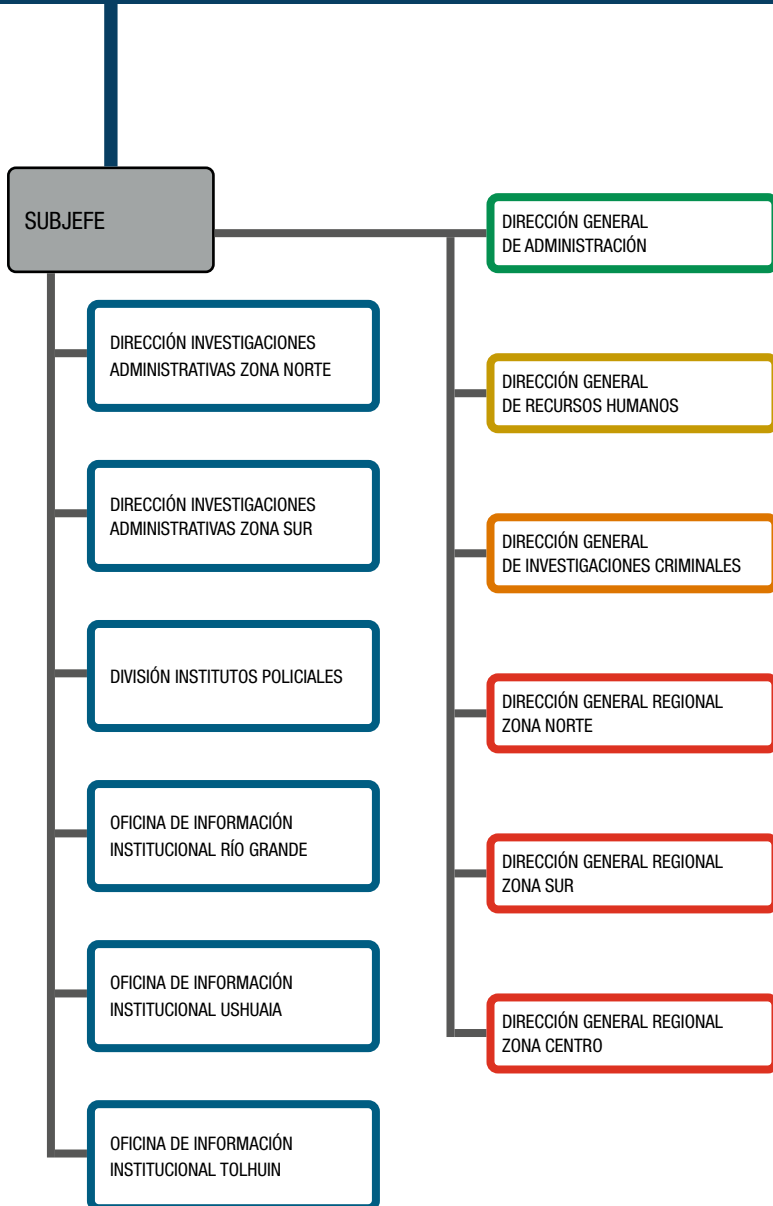 SUBJEFE
DIRECCIÓN INVESTIGACIONES
ADMINISTRATIVAS ZONA NORTE
DIRECCIÓN INVESTIGACIONES
ADMINISTRATIVAS ZONA SUR
DIVISIÓN INSTITUTOS POLICIALES
OFICINA DE INFORMACIÓN
INSTITUCIONAL RÍO GRANDE
OFICINA DE INFORMACIÓN
INSTITUCIONAL USHUAIA
OFICINA DE INFORMACIÓN
INSTITUCIONAL TOLHUIN
DIRECCIÓN GENERAL
DE ADMINISTRACIÓN
DIRECCIÓN GENERAL
DE RECURSOS HUMANOS
DIRECCIÓN GENERAL
DE INVESTIGACIONES CRIMINALES
DIRECCIÓN GENERAL REGIONAL
ZONA NORTE
DIRECCIÓN GENERAL REGIONAL
ZONA SUR
DIRECCIÓN GENERAL REGIONAL
ZONA CENTRO